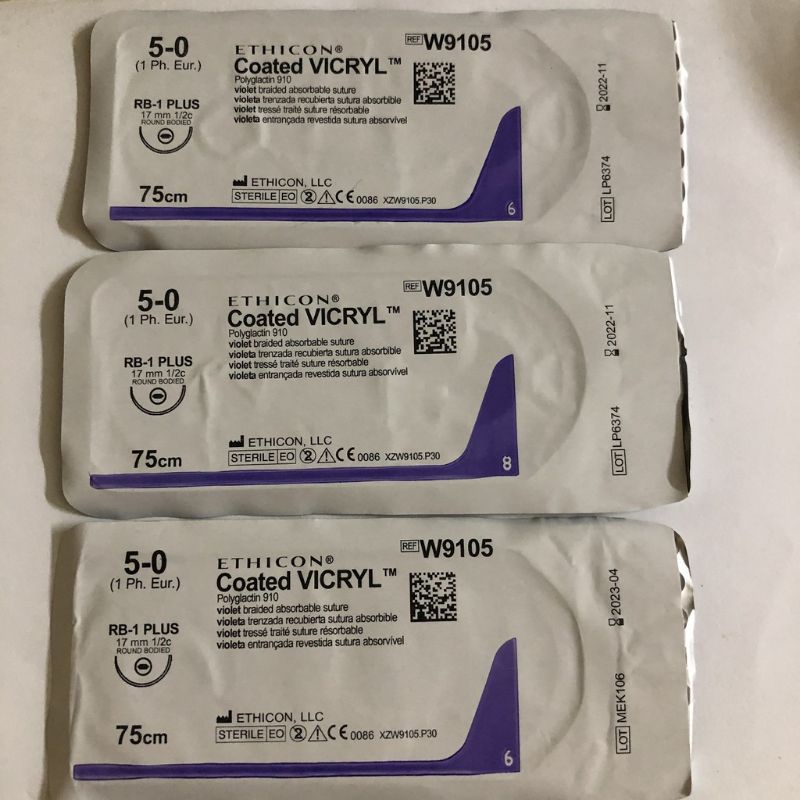 5-0
(1 Ph. Eur.)
RB-1 PLUS
17 mm 1/2c
ROUND BODIED
75cm
ETHICON®
Coated VICRYL™
Polyglactin 910
violet braided absorbable suture
violeta trenzada recubierta sutura absorbible
violet tressé traité suture résorbable
violeta entrançada revestida sutura absorvível
ETHICON, LLC
STERILE EO 2 CE 0086 XZW9105.P30
REF W9105
6
2022-11
LOT LP6374
5-0
(1 Ph. Eur.)
RB-1 PLUS
17 mm 1/2c
ROUND BODIED
75cm
ETHICON®
Coated VICRYL™
Polyglactin 910
violet braided absorbable suture
violeta trenzada recubierta sutura absorbible
violet tressé traité suture résorbable
violeta entrançada revestida sutura absorvível
ETHICON, LLC
STERILE EO 2 CE 0086 XZW9105.P30
REF W9105
8
2022-11
LOT LP6374
5-0
(1 Ph. Eur.)
RB-1 PLUS
17 mm 1/2c
ROUND BODIED
75cm
ETHICON®
Coated VICRYL™
Polyglactin 910
violet braided absorbable suture
violeta trenzada recubierta sutura absorbible
violet tressé traité suture résorbable
violeta entrançada revestida sutura absorvível
ETHICON, LLC
STERILE EO 2 CE 0086 XZW9105.P30
REF W9105
6
2023-04
LOT MEK106